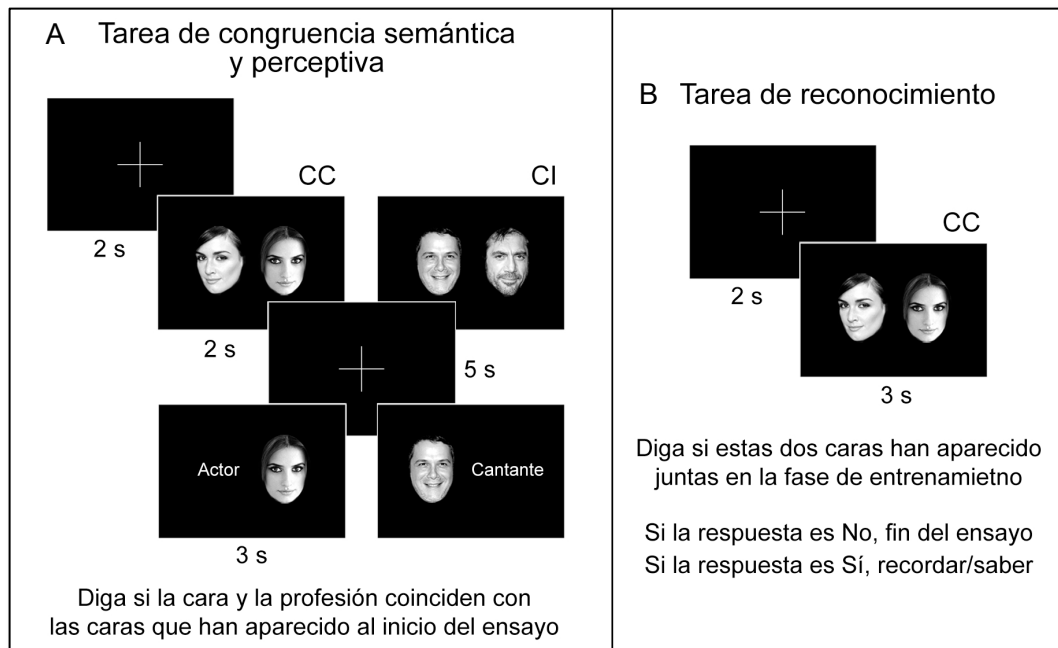 A Tarea de congruencia semántica
y perceptiva
CC
CI
2 s
2 s
5 s
Actor
Cantante
3 s
Diga si la cara y la profesión coinciden con
las caras que han aparecido al inicio del ensayo
B Tarea de reconocimiento
CC
2 s
3 s
Diga si estas dos caras han aparecido
juntas en la fase de entrenamietno
Si la respuesta es No, fin del ensayo
Si la respuesta es Sí, recordar/saber